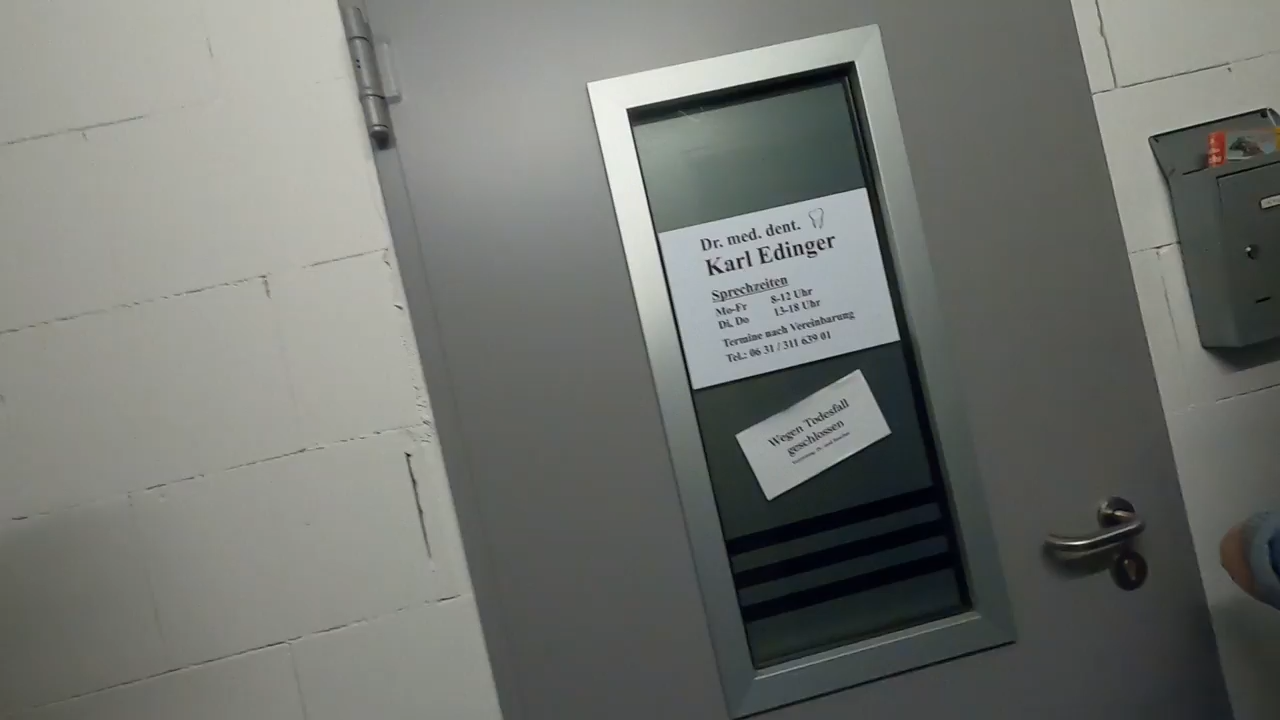 Dr. med. dent.
Karl Edinger
Sprechzeiten
Mo-Fr 8-12 Uhr
Di, Do 13-18 Uhr
Termine nach Vereinbarung
Tel.: 06 31 / 311 639 01
Wegen Todesfall
geschlossen